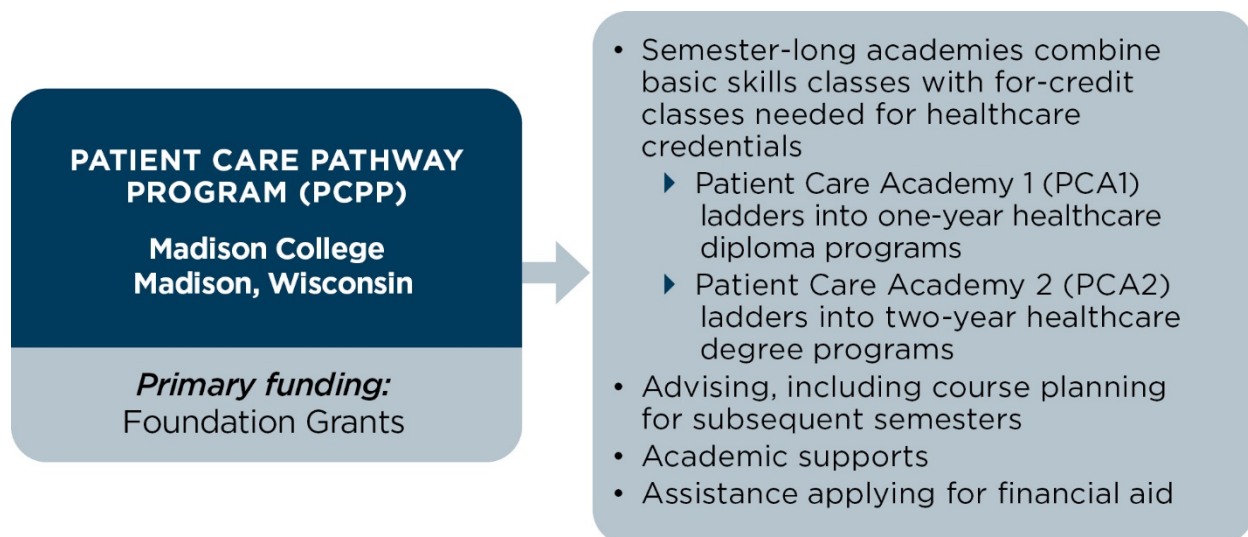 PATIENT CARE PATHWAY
PROGRAM (PCPP)
Madison College
Madison, Wisconsin
Primary funding:
Foundation Grants
• Semester-long academies combine
basic skills classes with for-credit
classes needed for healthcare
credentials
Patient Care Academy 1 (PCA1)
ladders into one-year healthcare
diploma programs
Patient Care Academy 2 (PCA2)
ladders into two-year healthcare
degree programs
• Advising, including course planning
for subsequent semesters
• Academic supports
• Assistance applying for financial aid